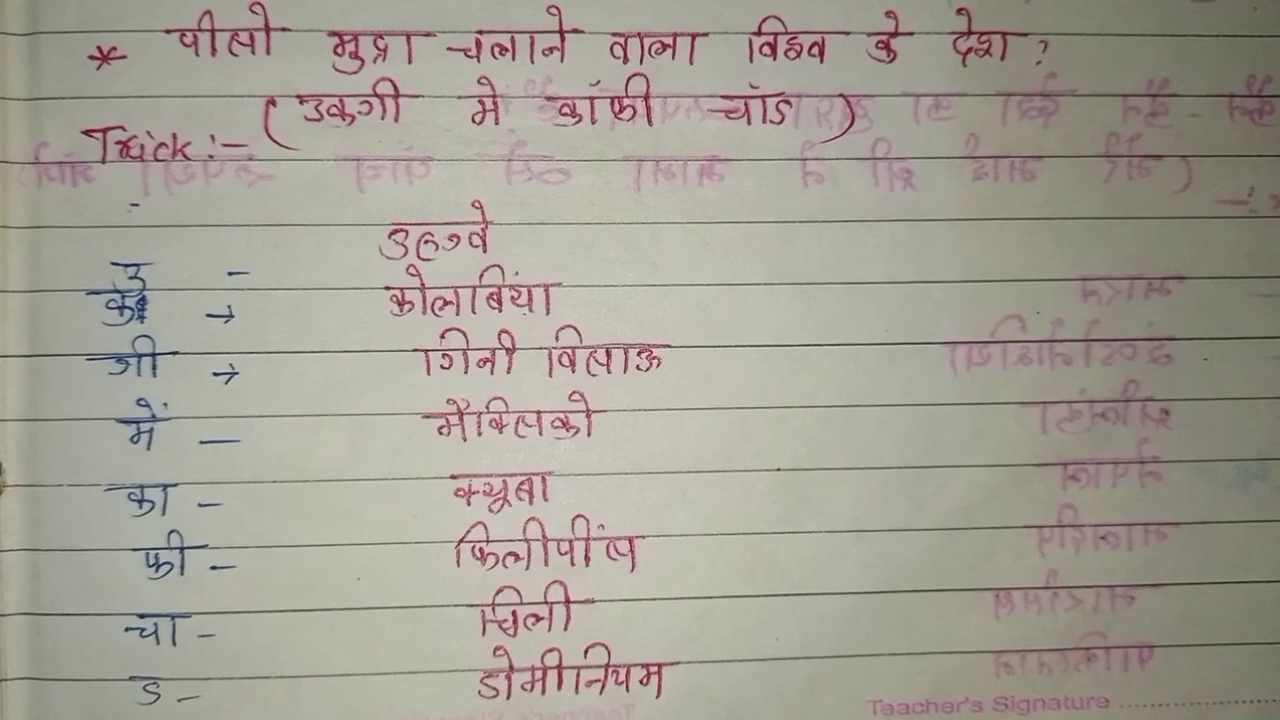 * पीसो मुद्रा चलाने वाला विश्व के देश ?
Trick :- (उकगी में कॉफी चॉड)
उ - उरुग्वे
क → कोलबिंया
गी → गिनी विसाऊ
में - मैक्सिको
का - क्यूबा
फी - फिलीपींस
चा - चिली
ड - डोमीनियम
Teacher's Signature